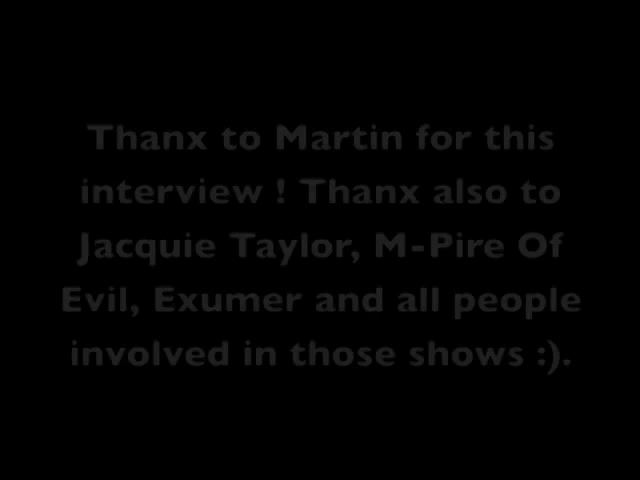 Thanx to Martin for this
interview ! Thanx also to
Jacquie Taylor, M-Pire Of
Evil, Exumer and all people
involved in those shows :).